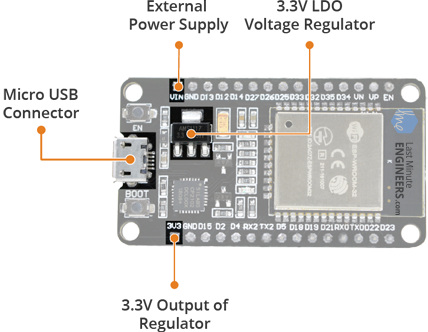 External
Power Supply
3.3V LDO
Voltage Regulator
Micro USB
Connector
VIN GND D13 D12 D14 D27 D26 D25 D33 D32 D35 D34 VN VP EN
EN
BOOT
Last Minute
ENGINEERS.com
3V3 GND D15 D2 D4 RX2 TX2 D5 D18 D19 D21 RX0 TX0 D22 D23
3.3V Output of
Regulator